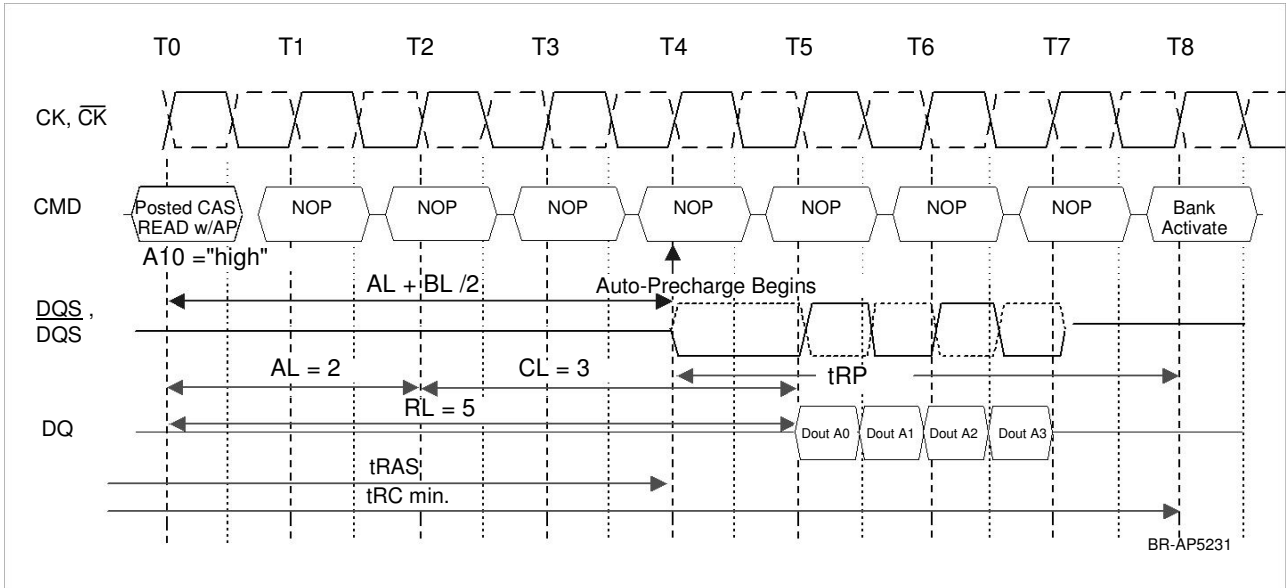 T0 T1 T2 T3 T4 T5 T6 T7 T8
CK, CK
CMD
Posted CAS
READ w/AP
NOP NOP NOP NOP NOP NOP NOP
Bank
Activate
A10 ="high"
AL + BL /2
Auto-Precharge Begins
DQS ,
DQS
AL = 2
CL = 3
tRP
RL = 5
DQ
Dout A0 Dout A1 Dout A2 Dout A3
tRAS
tRC min.
BR-AP5231